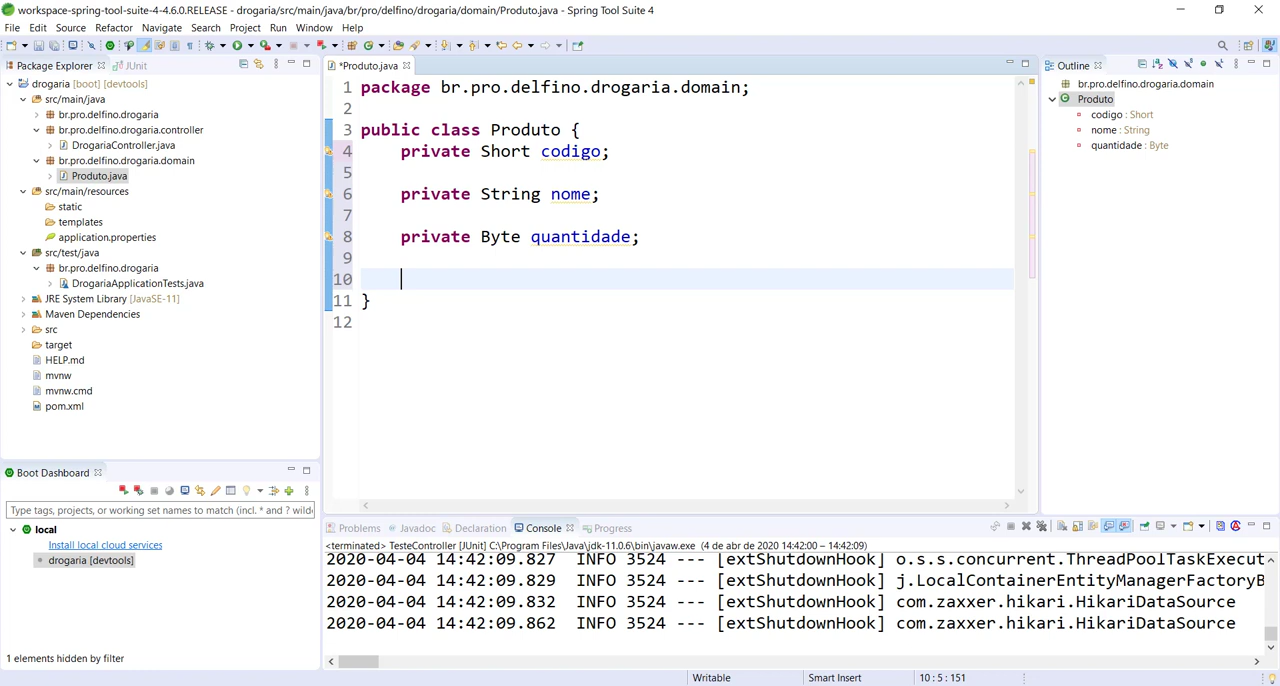 workspace-spring-tool-suite-4-4.6.0.RELEASE - drogaria/src/main/java/br/pro/delfino/drogaria/domain/Produto.java - Spring Tool Suite 4
File Edit Source Refactor Navigate Search Project Run Window Help
Package Explorer
JUnit
drogaria [boot] [devtools]
src/main/java
br.pro.delfino.drogaria
br.pro.delfino.drogaria.controller
DrogariaController.java
br.pro.delfino.drogaria.domain
Produto.java
src/main/resources
static
templates
application.properties
src/test/java
br.pro.delfino.drogaria
DrogariaApplicationTests.java
JRE System Library [JavaSE-11]
Maven Dependencies
src
target
HELP.md
mvnw
mvnw.cmd
pom.xml
Boot Dashboard
Type tags, projects, or working set names to match (incl. * and ? wild
local
Install local cloud services
drogaria [devtools]
1 elements hidden by filter
*Produto.java
1 package br.pro.delfino.drogaria.domain;
2
3 public class Produto {
4 private Short codigo;
5
6 private String nome;
7
8 private Byte quantidade;
9
10
11 }
12
Outline
br.pro.delfino.drogaria.domain
Produto
codigo : Short
nome : String
quantidade : Byte
Problems Javadoc Declaration Console Progress
<terminated> TesteController [JUnit] C:\Program Files\Java\jdk-11.0.6\bin\javaw.exe (4 de abr de 2020 14:42:00 – 14:42:09)
2020-04-04 14:42:09.827 INFO 3524 --- [extShutdownHook] o.s.s.concurrent.ThreadPoolTaskExecut
2020-04-04 14:42:09.829 INFO 3524 --- [extShutdownHook] j.LocalContainerEntityManagerFactoryB
2020-04-04 14:42:09.832 INFO 3524 --- [extShutdownHook] com.zaxxer.hikari.HikariDataSource
2020-04-04 14:42:09.862 INFO 3524 --- [extShutdownHook] com.zaxxer.hikari.HikariDataSource
Writable Smart Insert 10 : 5 : 151